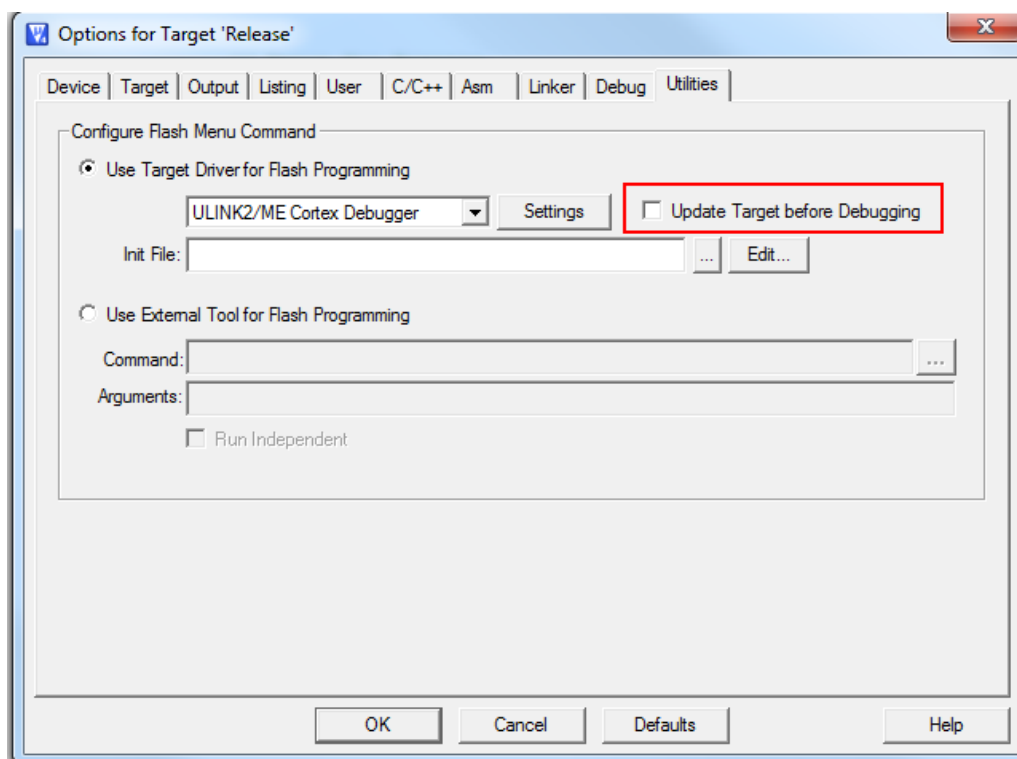 Options for Target 'Release'
Device Target Output Listing User C/C++ Asm Linker Debug Utilities
Configure Flash Menu Command
Use Target Driver for Flash Programming
ULINK2/ME Cortex Debugger Settings Update Target before Debugging
Init File: ... Edit...
Use External Tool for Flash Programming
Command: ...
Arguments:
Run Independent
OK Cancel Defaults Help